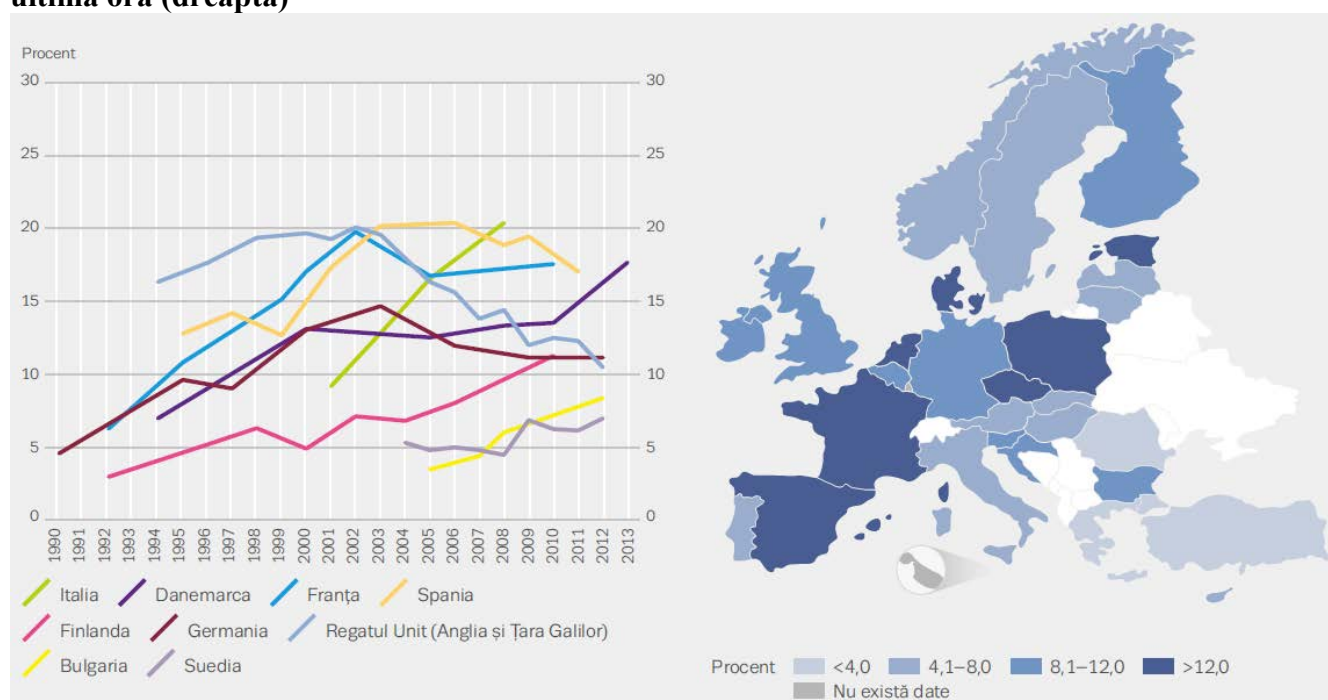 ultima oră (dreapta)
Procent
30 30
25 25
20 20
15 15
10 10
5 5
0 0
1990 1991 1992 1993 1994 1995 1996 1997 1998 1999 2000 2001 2002 2003 2004 2005 2006 2007 2008 2009 2010 2011 2012 2013
Italia Danemarca Franța Spania
Finlanda Germania Regatul Unit (Anglia și Țara Galilor)
Bulgaria Suedia
Procent <4,0 4,1–8,0 8,1–12,0 >12,0
Nu există date